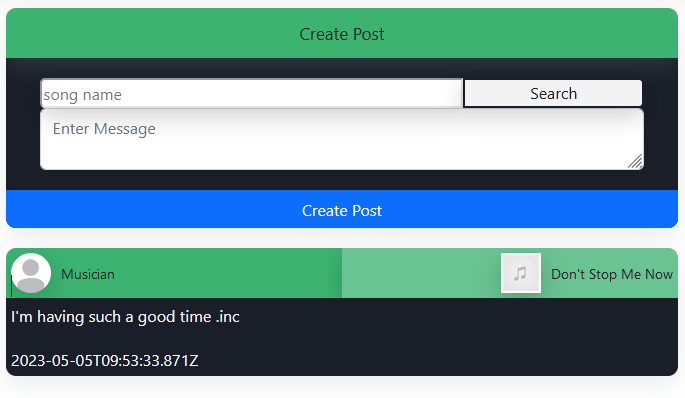 Create Post
song name Search
Enter Message
Create Post
Musician Don't Stop Me Now
I'm having such a good time .inc
2023-05-05T09:53:33.871Z